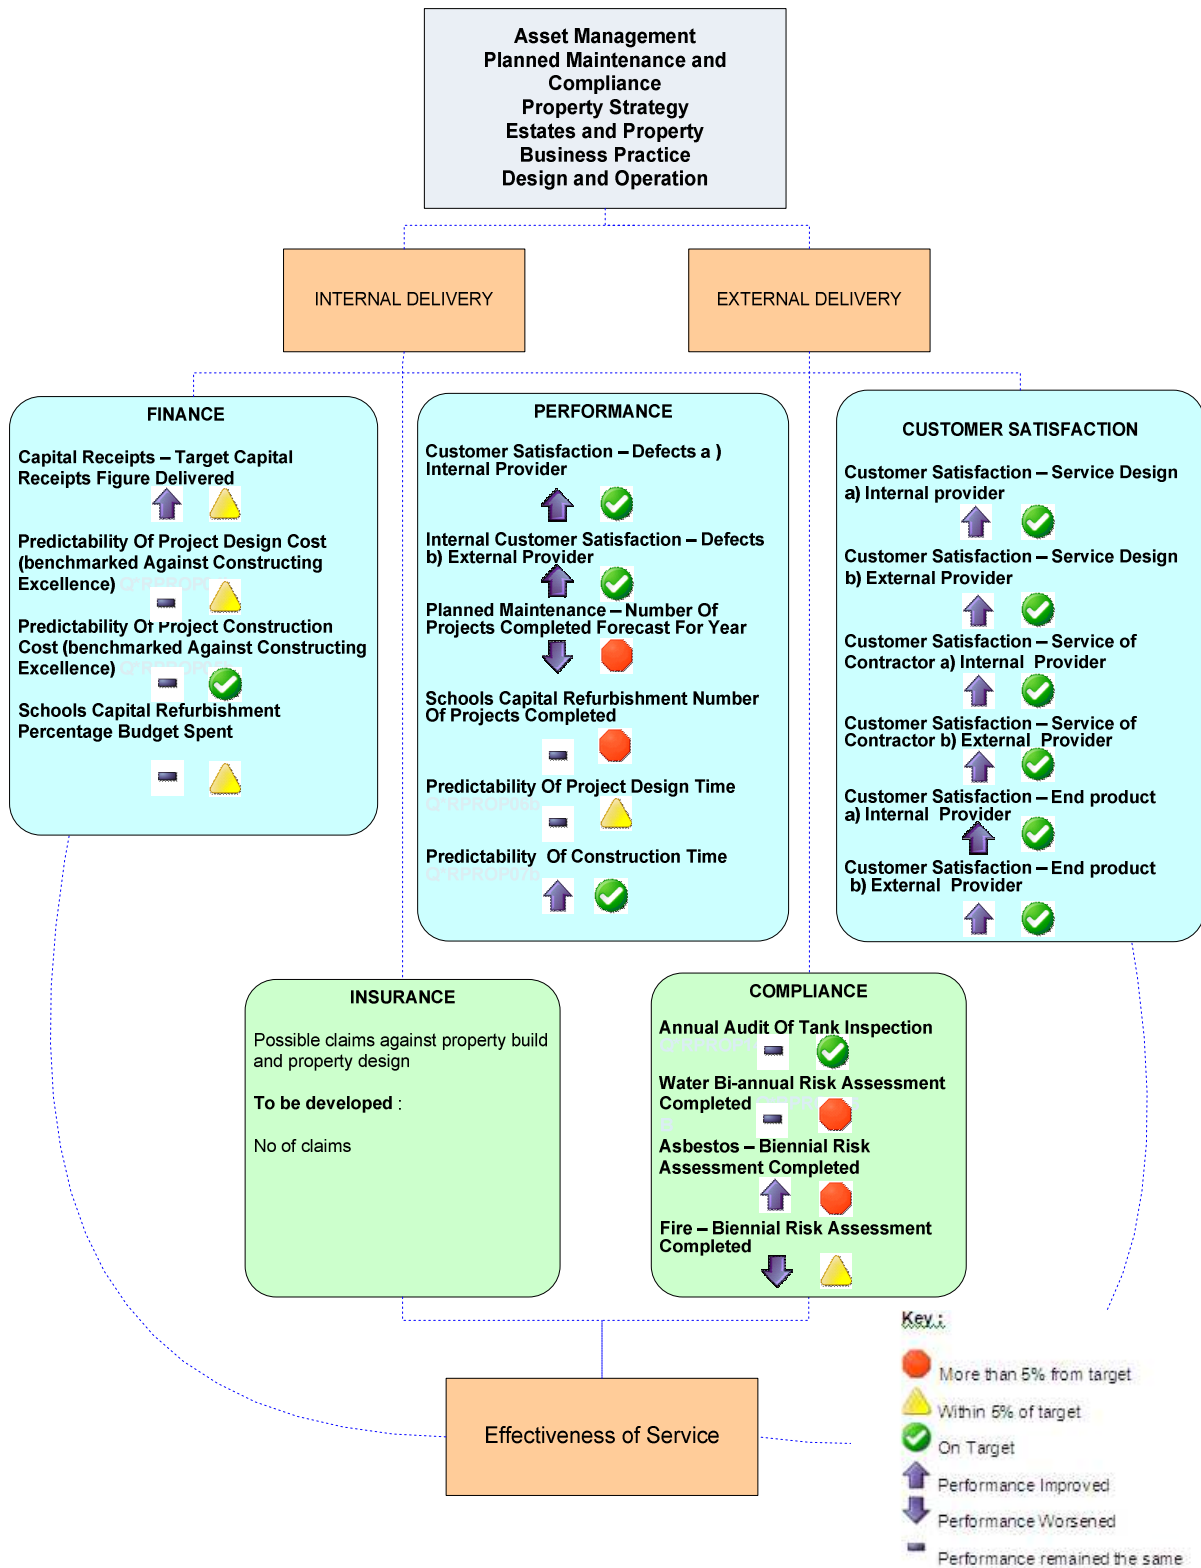 Asset Management
Planned Maintenance and
Compliance
Property Strategy
Estates and Property
Business Practice
Design and Operation
INTERNAL DELIVERY
EXTERNAL DELIVERY
FINANCE
Capital Receipts – Target Capital
Receipts Figure Delivered
Predictability Of Project Design Cost
(benchmarked Against Constructing
Excellence)
Predictability Of Project Construction
Cost (benchmarked Against Constructing
Excellence)
Schools Capital Refurbishment
Percentage Budget Spent
PERFORMANCE
Customer Satisfaction – Defects a )
Internal Provider
Internal Customer Satisfaction – Defects
b) External Provider
Planned Maintenance – Number Of
Projects Completed Forecast For Year
Schools Capital Refurbishment Number
Of Projects Completed
Predictability Of Project Design Time
Q*RPROP06b
Predictability Of Construction Time
Q*RPROP07b
CUSTOMER SATISFACTION
Customer Satisfaction – Service Design
a) Internal provider
Customer Satisfaction – Service Design
b) External Provider
Customer Satisfaction – Service of
Contractor a) Internal Provider
Customer Satisfaction – Service of
Contractor b) External Provider
Customer Satisfaction – End product
a) Internal Provider
Customer Satisfaction – End product
b) External Provider
INSURANCE
Possible claims against property build
and property design
To be developed :
No of claims
COMPLIANCE
Annual Audit Of Tank Inspection
Water Bi-annual Risk Assessment
Completed
Asbestos – Biennial Risk
Assessment Completed
Fire – Biennial Risk Assessment
Completed
Effectiveness of Service
Key :
More than 5% from target
Within 5% of target
On Target
Performance Improved
Performance Worsened
Performance remained the same